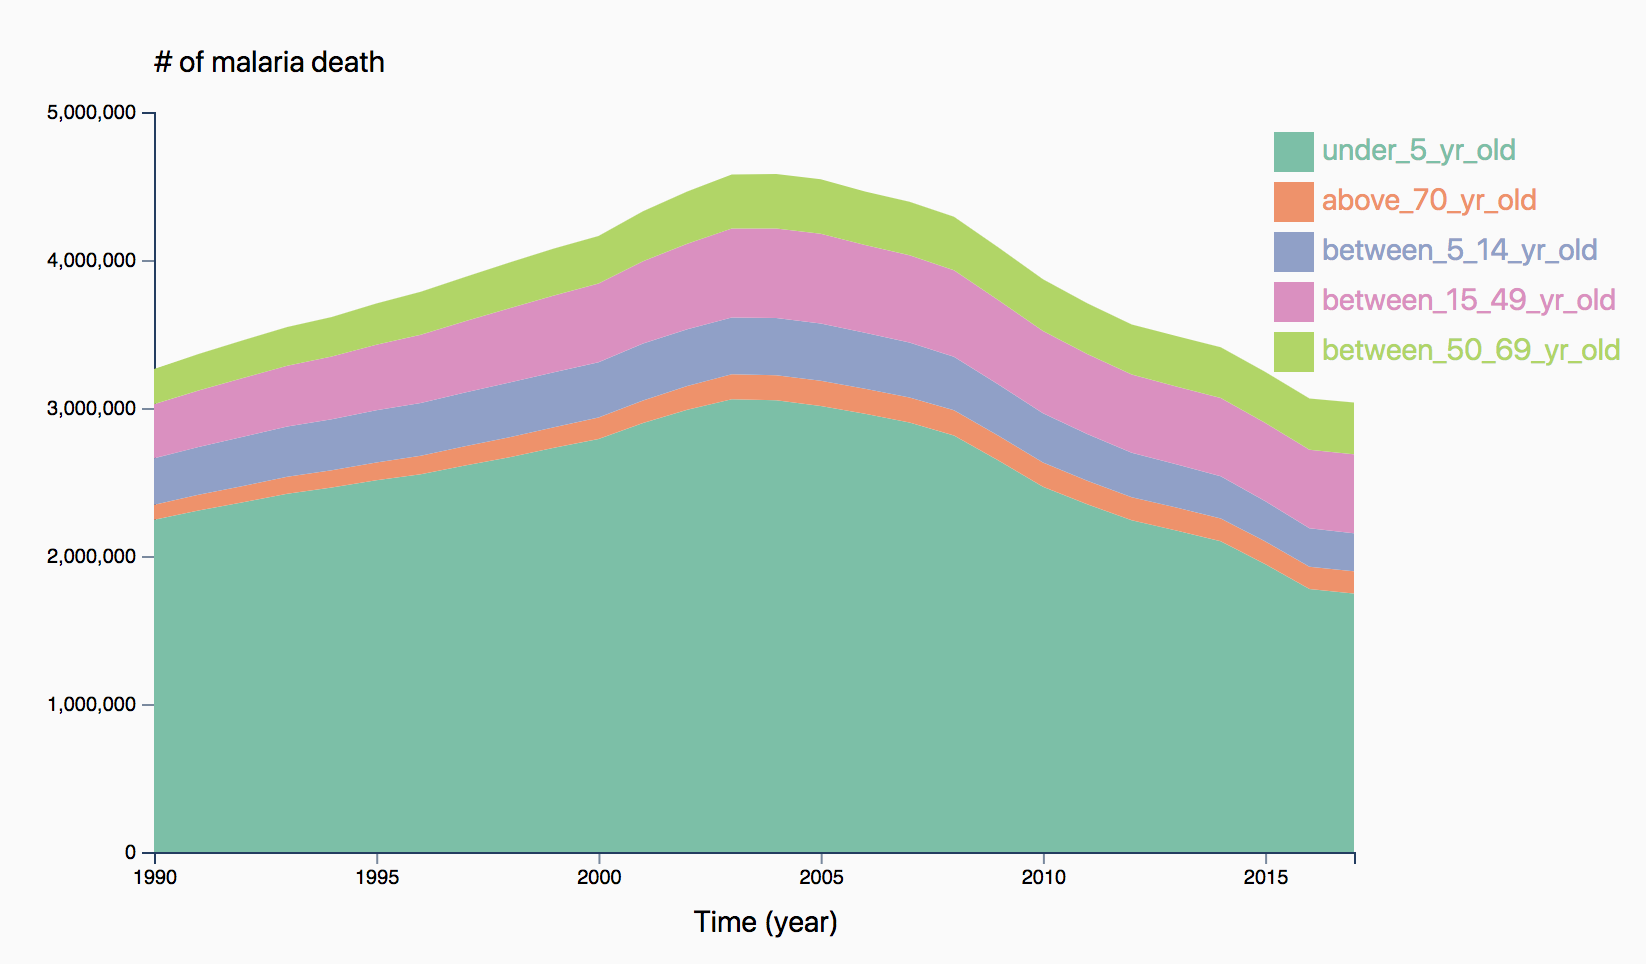 # of malaria death
5,000,000
4,000,000
3,000,000
2,000,000
1,000,000
0
1990 1995 2000 2005 2010 2015
Time (year)
under_5_yr_old
above_70_yr_old
between_5_14_yr_old
between_15_49_yr_old
between_50_69_yr_old